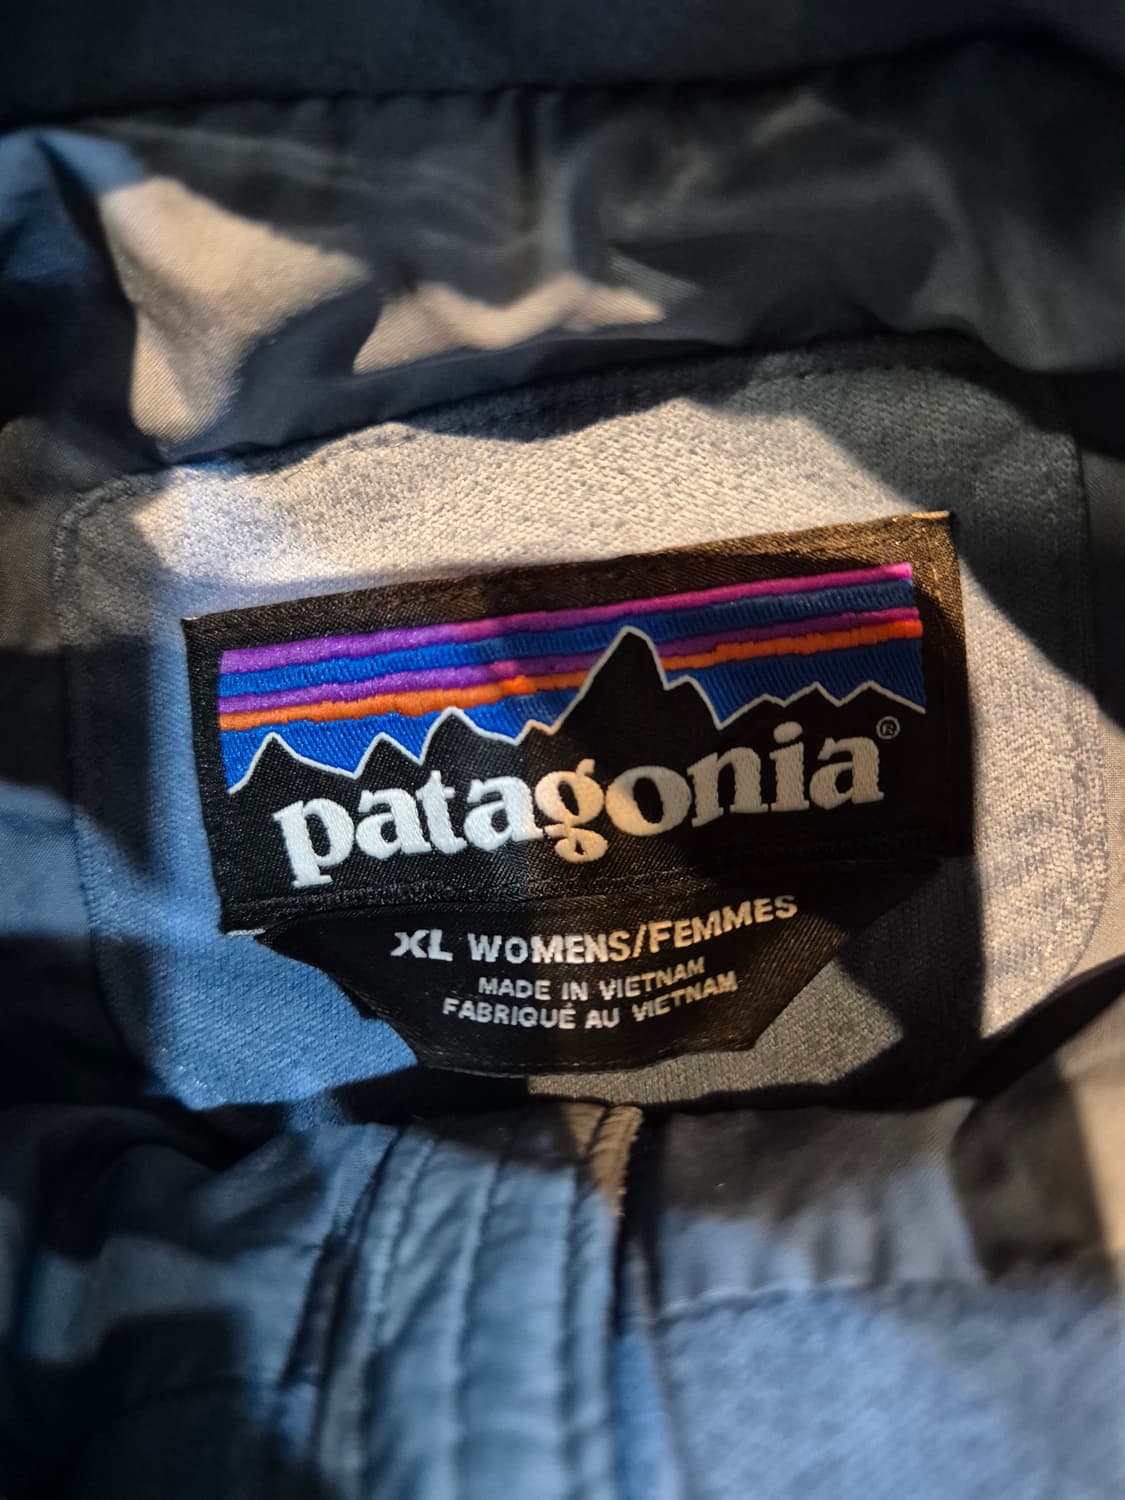 patagonia®
XL WOMENS/FEMMES
MADE IN VIETNAM
FABRIQUÉ AU VIETNAM